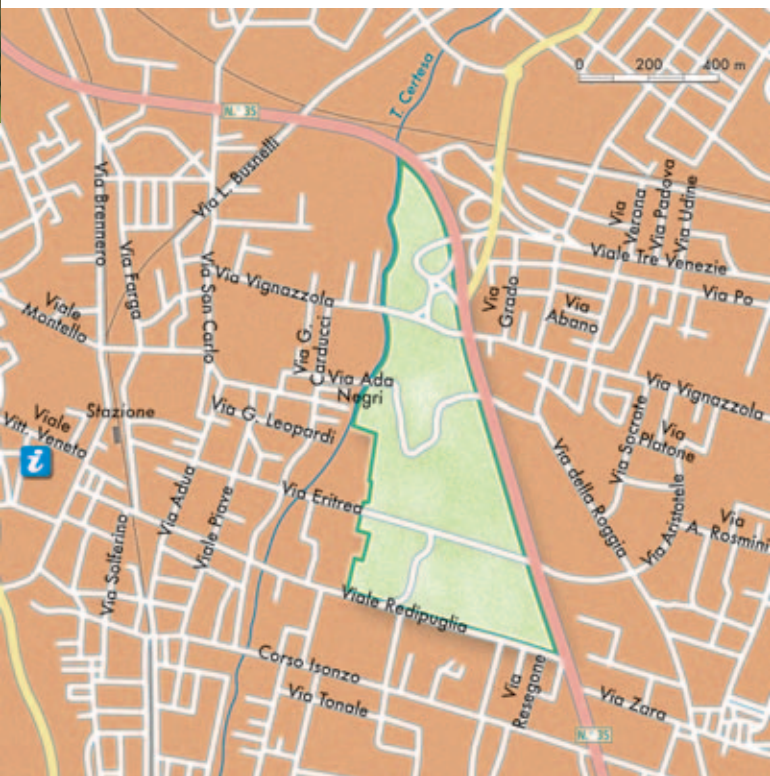 0 200 400 m
T. Certesa
N. 35
Via L. Busnelli
Via Brennero
Via
Verona
Via Padova
Via Udine
Via Farga
Via San Carlo
Via Vignazzola
Viale Tre Venezie
Via
Grado
Via Po
Viale
Montello
Via
Abano
Via G.
Carducci
Via Ada
Negri
Via Vignazzola
Stazione
Viale
Vitt. Veneto
Via G. Leopardi
Via Socrate
Via
Platone
i
Via Adua
Viale Piave
Via Eritrea
Via della Roggia
Via Aristotele
Via
A. Rosmini
Via Solferino
Viale Redipuglia
Corso Isonzo
Via Tonale
Via
Resegone
Via Zara
N. 35